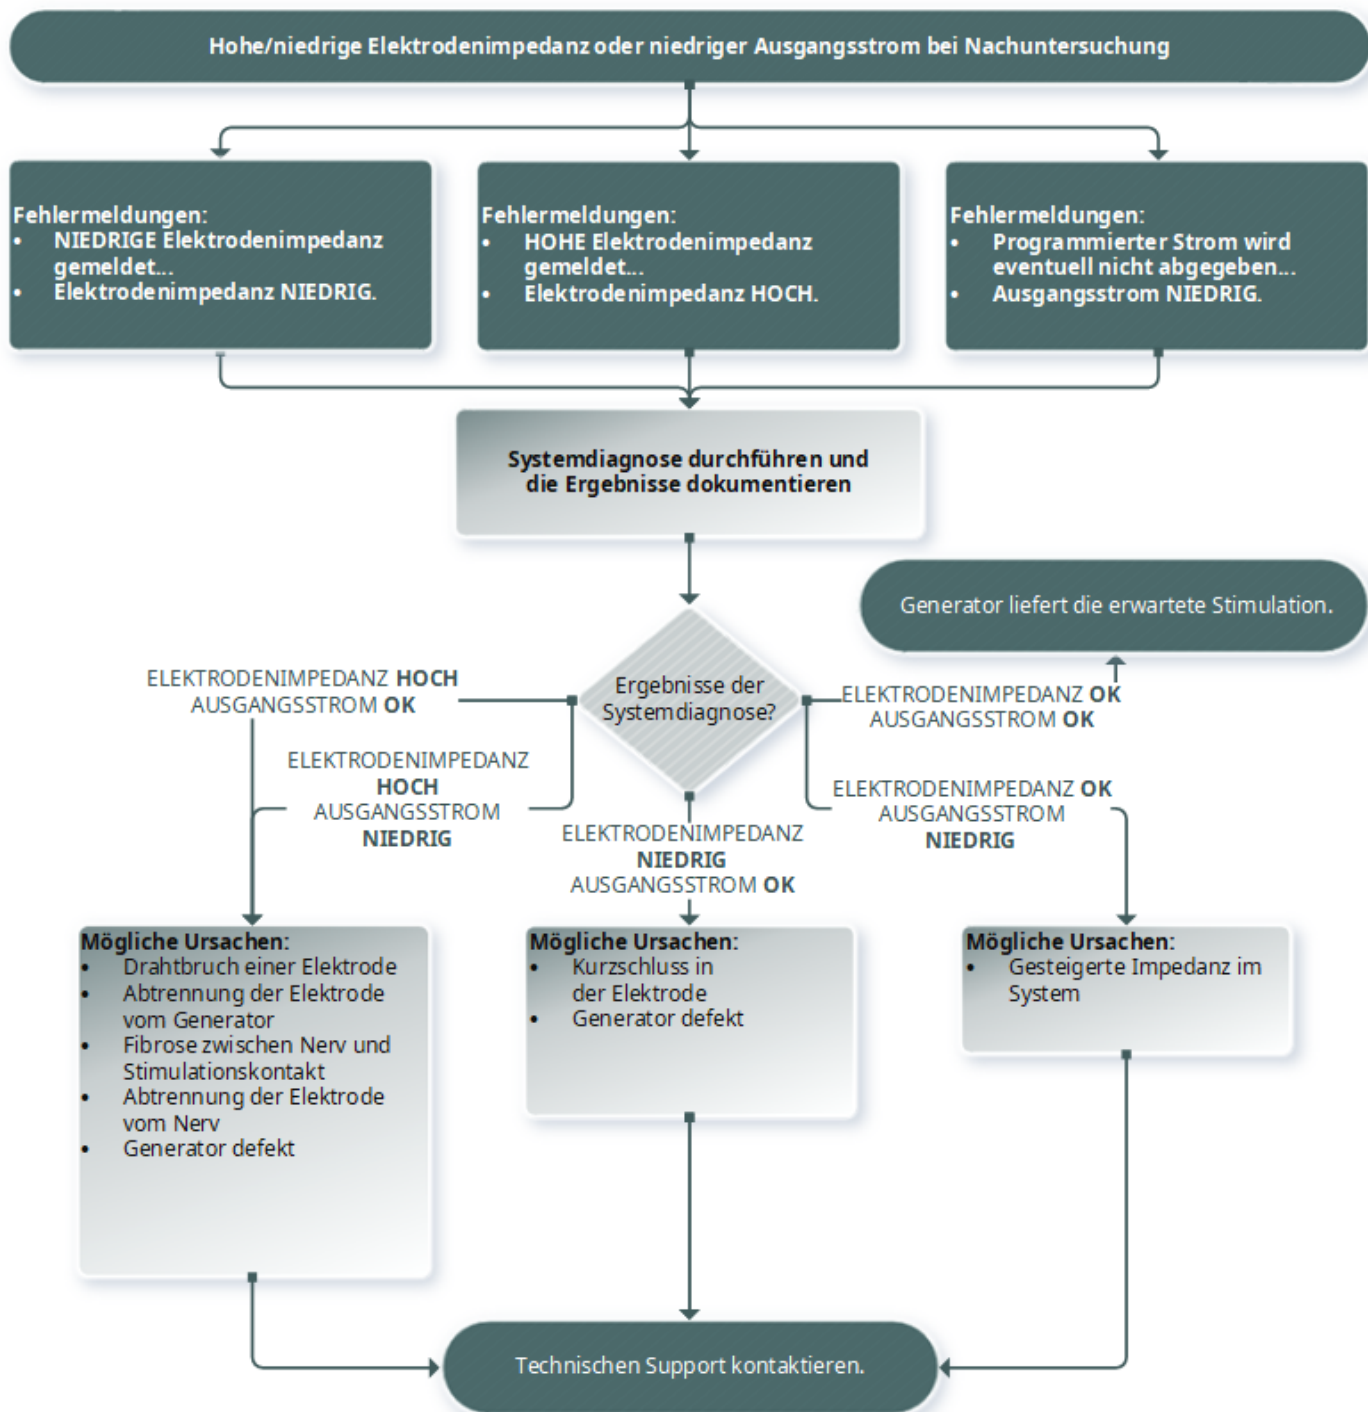 Hohe/niedrige Elektrodenimpedanz oder niedriger Ausgangsstrom bei Nachuntersuchung
Fehlermeldungen:
• NIEDRIGE Elektrodenimpedanz
gemeldet...
• Elektrodenimpedanz NIEDRIG.
Fehlermeldungen:
• HOHE Elektrodenimpedanz
gemeldet...
• Elektrodenimpedanz HOCH.
Fehlermeldungen:
• Programmierter Strom wird
eventuell nicht abgegeben...
• Ausgangsstrom NIEDRIG.
Systemdiagnose durchführen und
die Ergebnisse dokumentieren
Generator liefert die erwartete Stimulation.
Ergebnisse der
Systemdiagnose?
ELEKTRODENIMPEDANZ HOCH
AUSGANGSSTROM OK
ELEKTRODENIMPEDANZ
HOCH
AUSGANGSSTROM
NIEDRIG
ELEKTRODENIMPEDANZ
NIEDRIG
AUSGANGSSTROM OK
ELEKTRODENIMPEDANZ OK
AUSGANGSSTROM OK
ELEKTRODENIMPEDANZ OK
AUSGANGSSTROM
NIEDRIG
Mögliche Ursachen:
• Drahtbruch einer Elektrode
• Abtrennung der Elektrode
vom Generator
• Fibrose zwischen Nerv und
Stimulationskontakt
• Abtrennung der Elektrode
vom Nerv
• Generator defekt
Mögliche Ursachen:
• Kurzschluss in
der Elektrode
• Generator defekt
Mögliche Ursachen:
• Gesteigerte Impedanz im
System
Technischen Support kontaktieren.